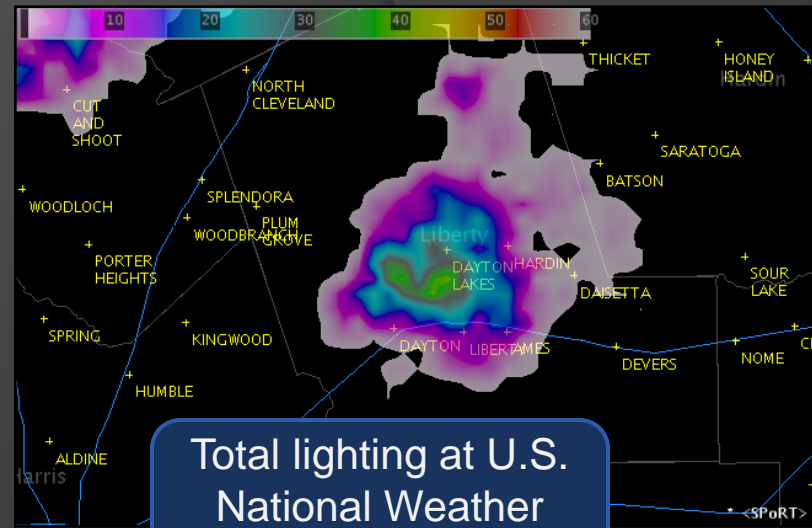 10 20 30 40 50 60
THICKET
HONEY
ISLAND
Hardin
NORTH
CLEVELAND
CUT
AND
SHOOT
SARATOGA
BATSON
WOODLOCH
SPLENDORA
PLUM
GROVE
WOODBRANCH
Liberty
PORTER
HEIGHTS
DAYTON
LAKES
HARDIN
SOUR
LAKE
DAISETTA
SPRING
KINGWOOD
DAYTON
LIBERTY
AMES
DEVERS
NOME
HUMBLE
ALDINE
Harris
Total lighting at U.S.
National Weather
* <SPoRT>